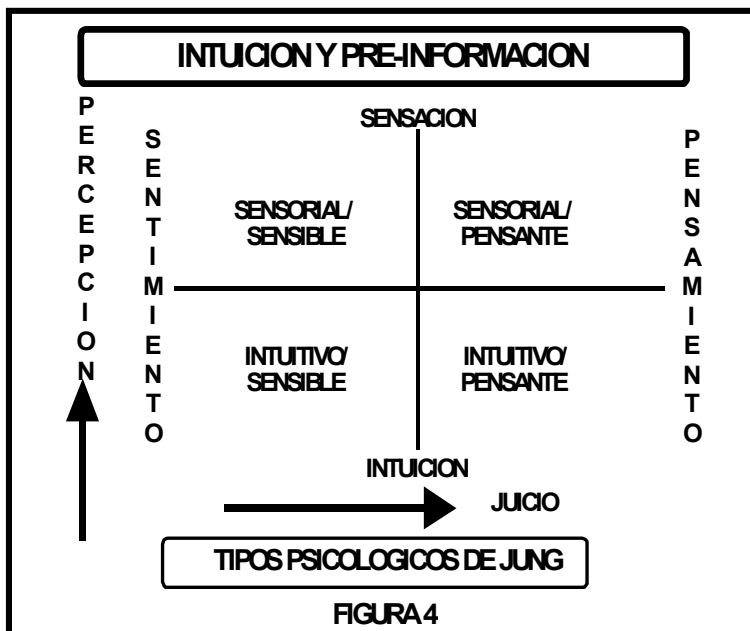 INTUICION Y PRE-INFORMACION
PERCEPCION
SENTIMIENTO
SENSACION
PENSAMIENTO
SENSORIAL/
SENSIBLE
SENSORIAL/
PENSANTE
INTUITIVO/
SENSIBLE
INTUITIVO/
PENSANTE
INTUICION
JUICIO
TIPOS PSICOLOGICOS DE JUNG
FIGURA 4